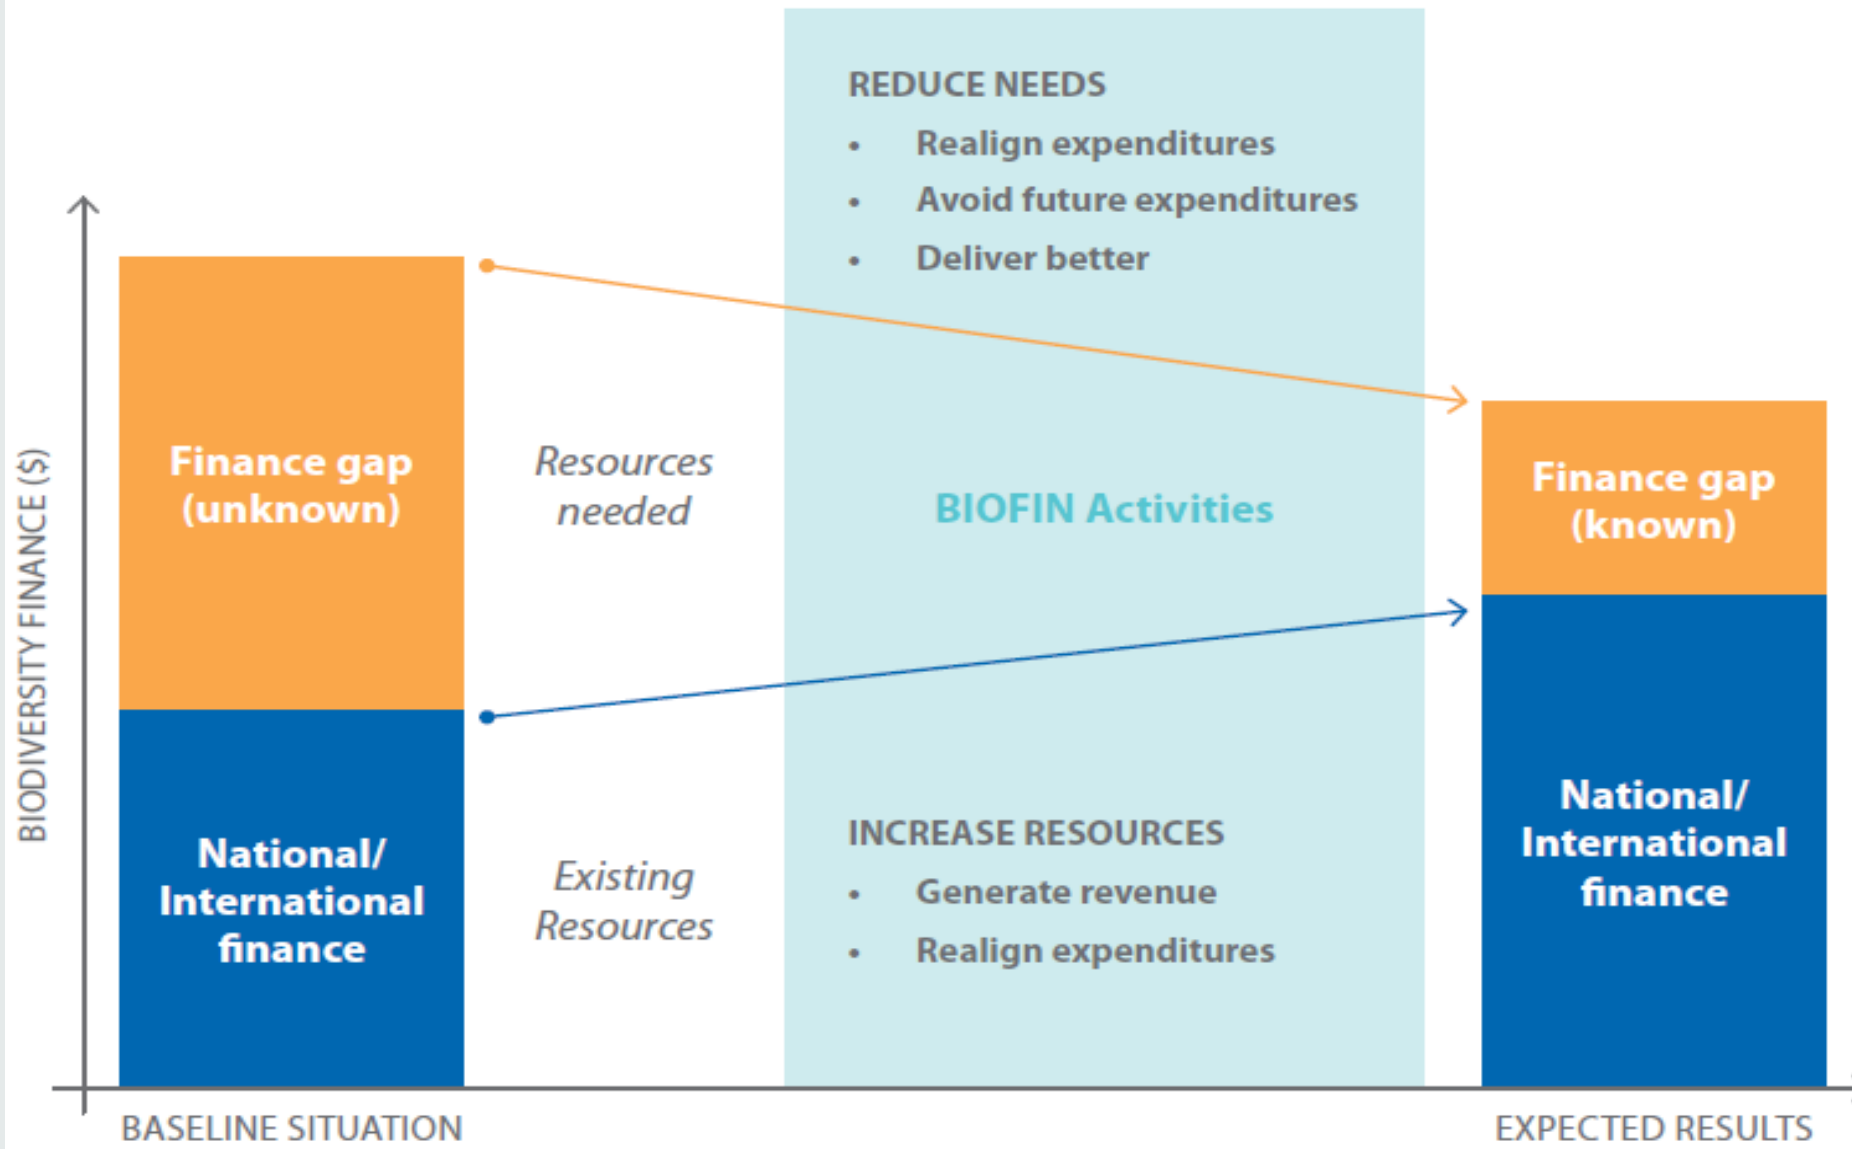 REDUCE NEEDS
• Realign expenditures
• Avoid future expenditures
• Deliver better
BIODIVERSITY FINANCE ($)
Finance gap
(unknown)
Resources
needed
BIOFIN Activities
Finance gap
(known)
National/
International
finance
Existing
Resources
INCREASE RESOURCES
• Generate revenue
• Realign expenditures
National/
International
finance
BASELINE SITUATION
EXPECTED RESULTS